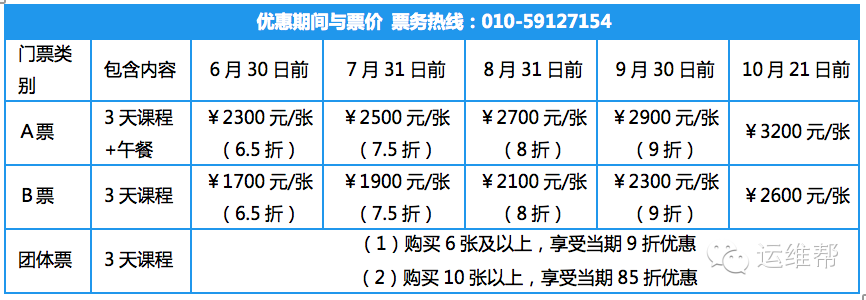 优惠期间与票价 票务热线:010-59127154
门票类别 包含内容 6月30日前 7月31日前 8月31日前 9月30日前 10月21日前
A票 3天课程+午餐 ¥2300元/张(6.5折) ¥2500元/张(7.5折) ¥2700元/张(8折) ¥2900元/张(9折) ¥3200元/张
B票 3天课程 ¥1700元/张(6.5折) ¥1900元/张(7.5折) ¥2100元/张(8折) ¥2300元/张(9折) ¥2600元/张
团体票 3天课程 (1)购买6张及以上,享受当期9折优惠
(2)购买10张以上,享受当期85折优惠
运维帮